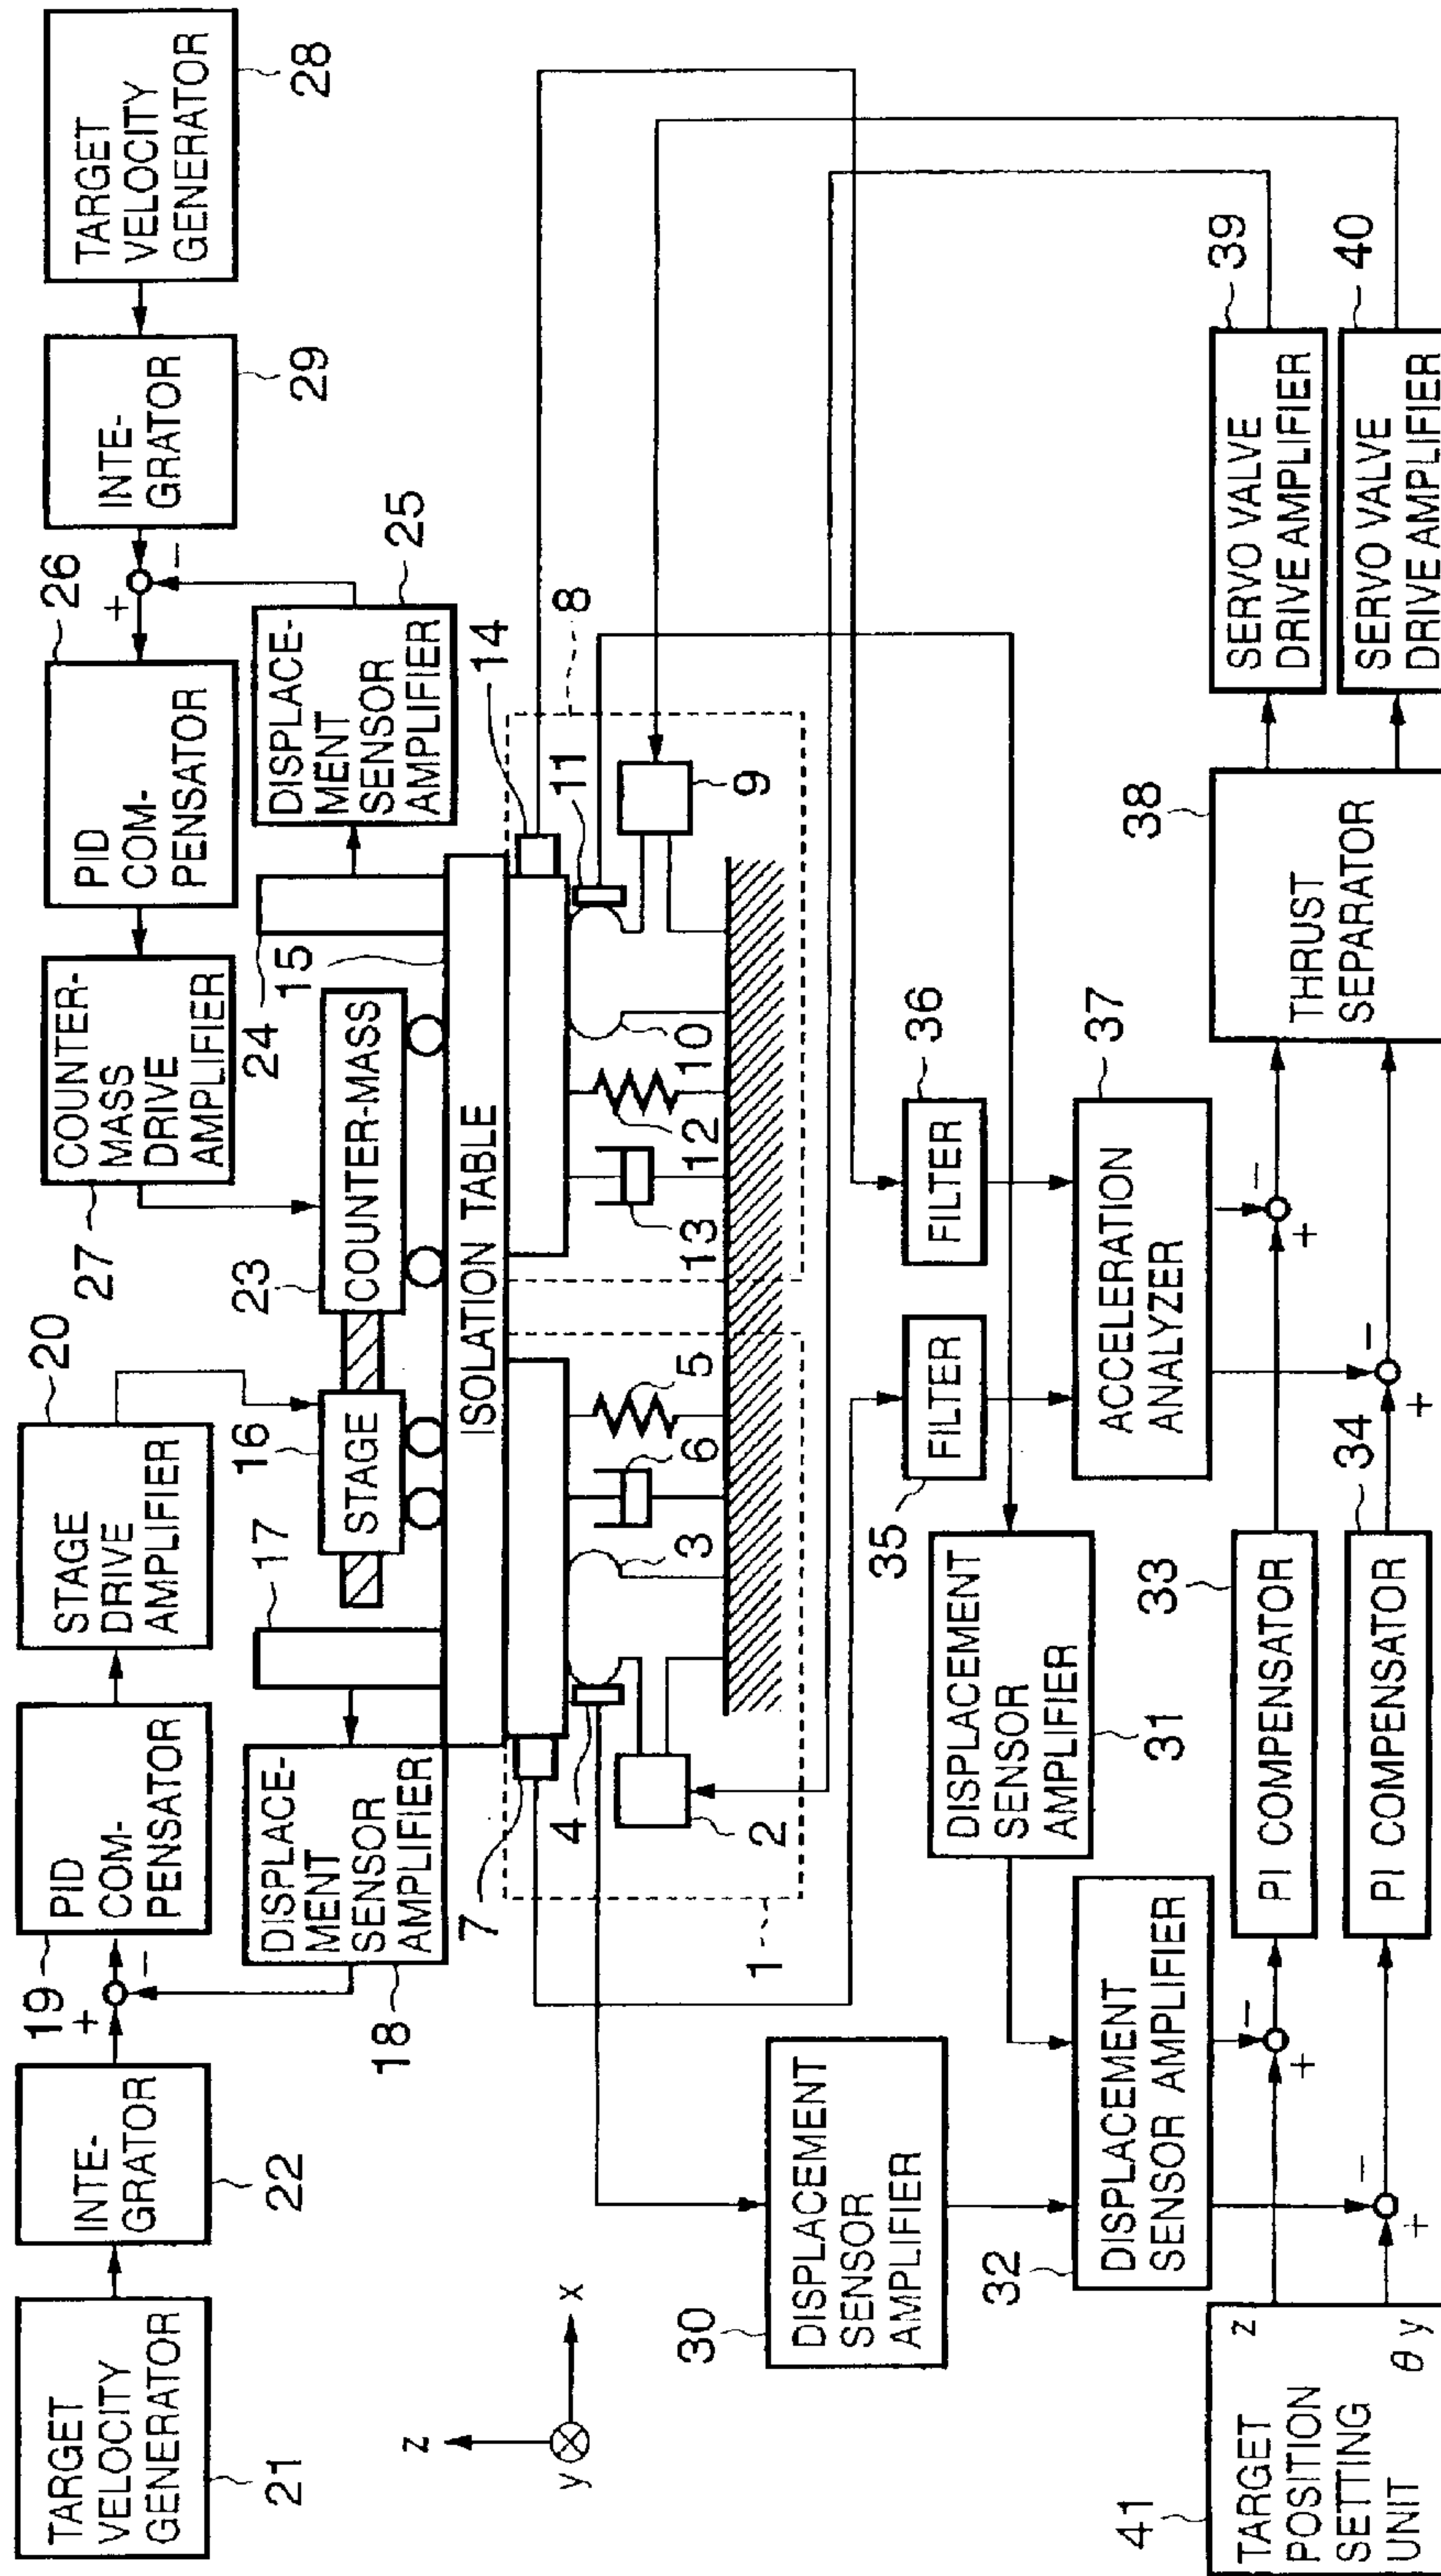 TARGET
VELOCITY
GENERATOR
21
INTE-
GRATOR
22
+
-
19
PID
COM-
PENSATOR
STAGE
DRIVE
AMPLIFIER
20
COUNTER-
MASS
DRIVE
AMPLIFIER
27
PID
COM-
PENSATOR
26
+
-
INTE-
GRATOR
29
TARGET
VELOCITY
GENERATOR
28
DISPLACE-
MENT
SENSOR
AMPLIFIER
18
17
16
STAGE
23
COUNTER-MASS
24
15
DISPLACE-
MENT
SENSOR
AMPLIFIER
25
ISOLATION TABLE
7
4
2
1
3
6
5
13
12
10
11
9
14
8
z
y
x
30
DISPLACEMENT
SENSOR
AMPLIFIER
DISPLACEMENT
SENSOR
AMPLIFIER
31
35
FILTER
FILTER
36
32
DISPLACEMENT
SENSOR AMPLIFIER
ACCELERATION
ANALYZER
37
41
TARGET
POSITION
SETTING
UNIT
z
θ y
+
-
+
-
PI COMPENSATOR
33
PI COMPENSATOR
34
+
-
+
-
THRUST
SEPARATOR
38
SERVO VALVE
DRIVE AMPLIFIER
39
SERVO VALVE
DRIVE AMPLIFIER
40